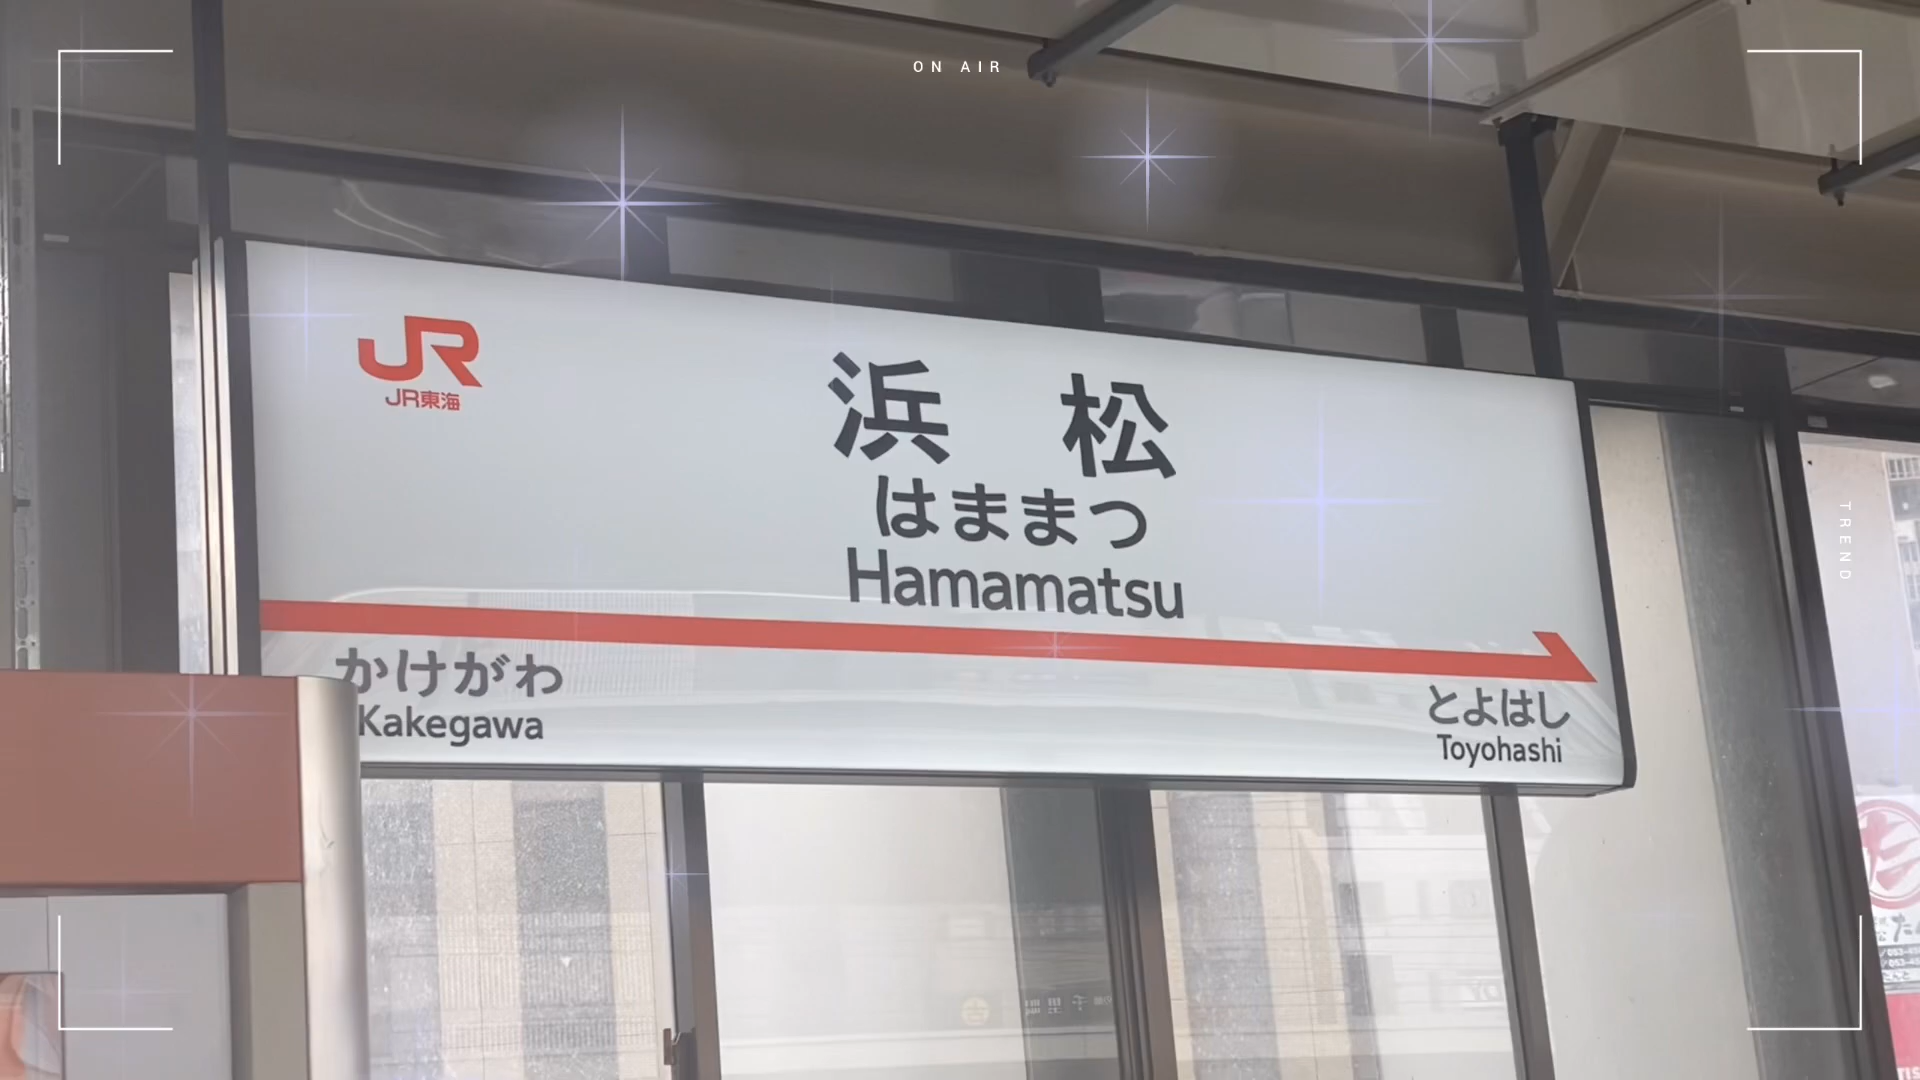 ON AIR
JR
JR東海
浜松
はままつ
Hamamatsu
かけがわ
Kakegawa
とよはし
Toyohashi
TREND